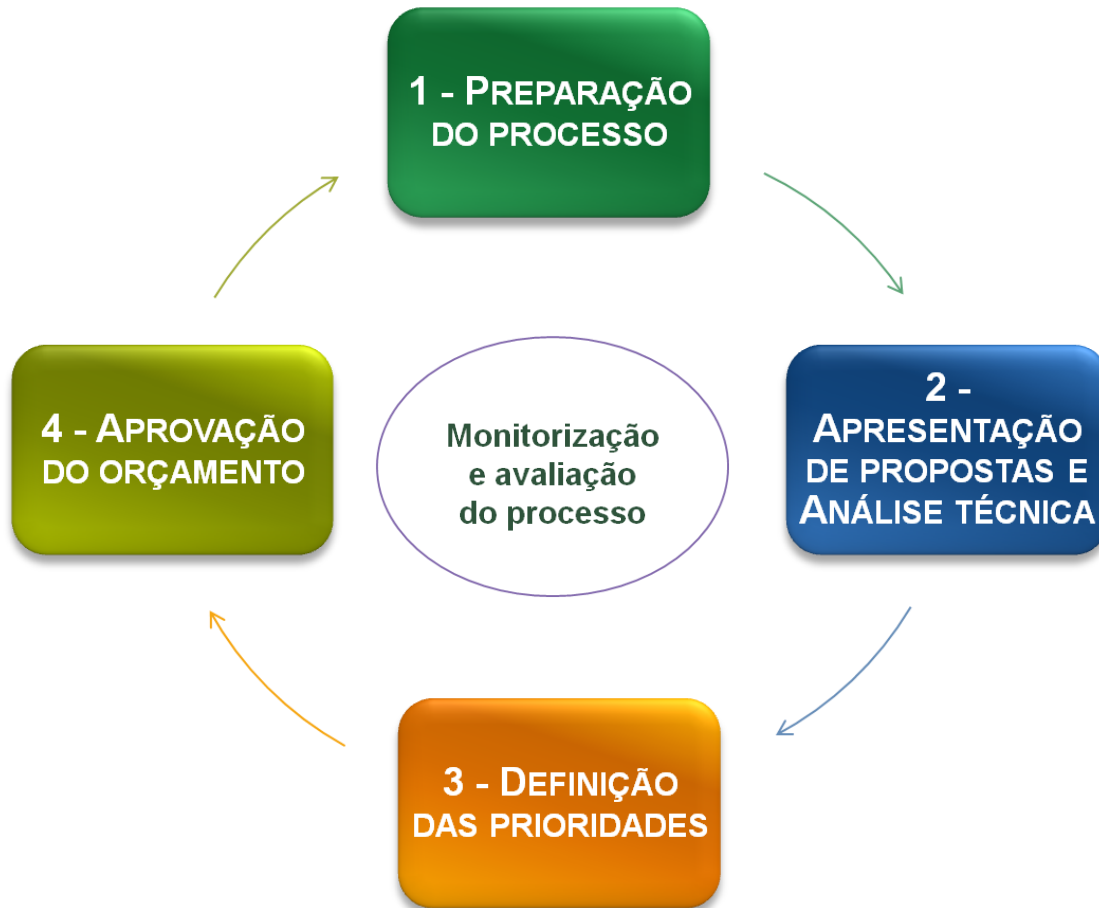 1 - PREPARAÇÃO
DO PROCESSO
2 -
APRESENTAÇÃO
DE PROPOSTAS E
ANÁLISE TÉCNICA
3 - DEFINIÇÃO
DAS PRIORIDADES
4 - APROVAÇÃO
DO ORÇAMENTO
Monitorização
e avaliação
do processo